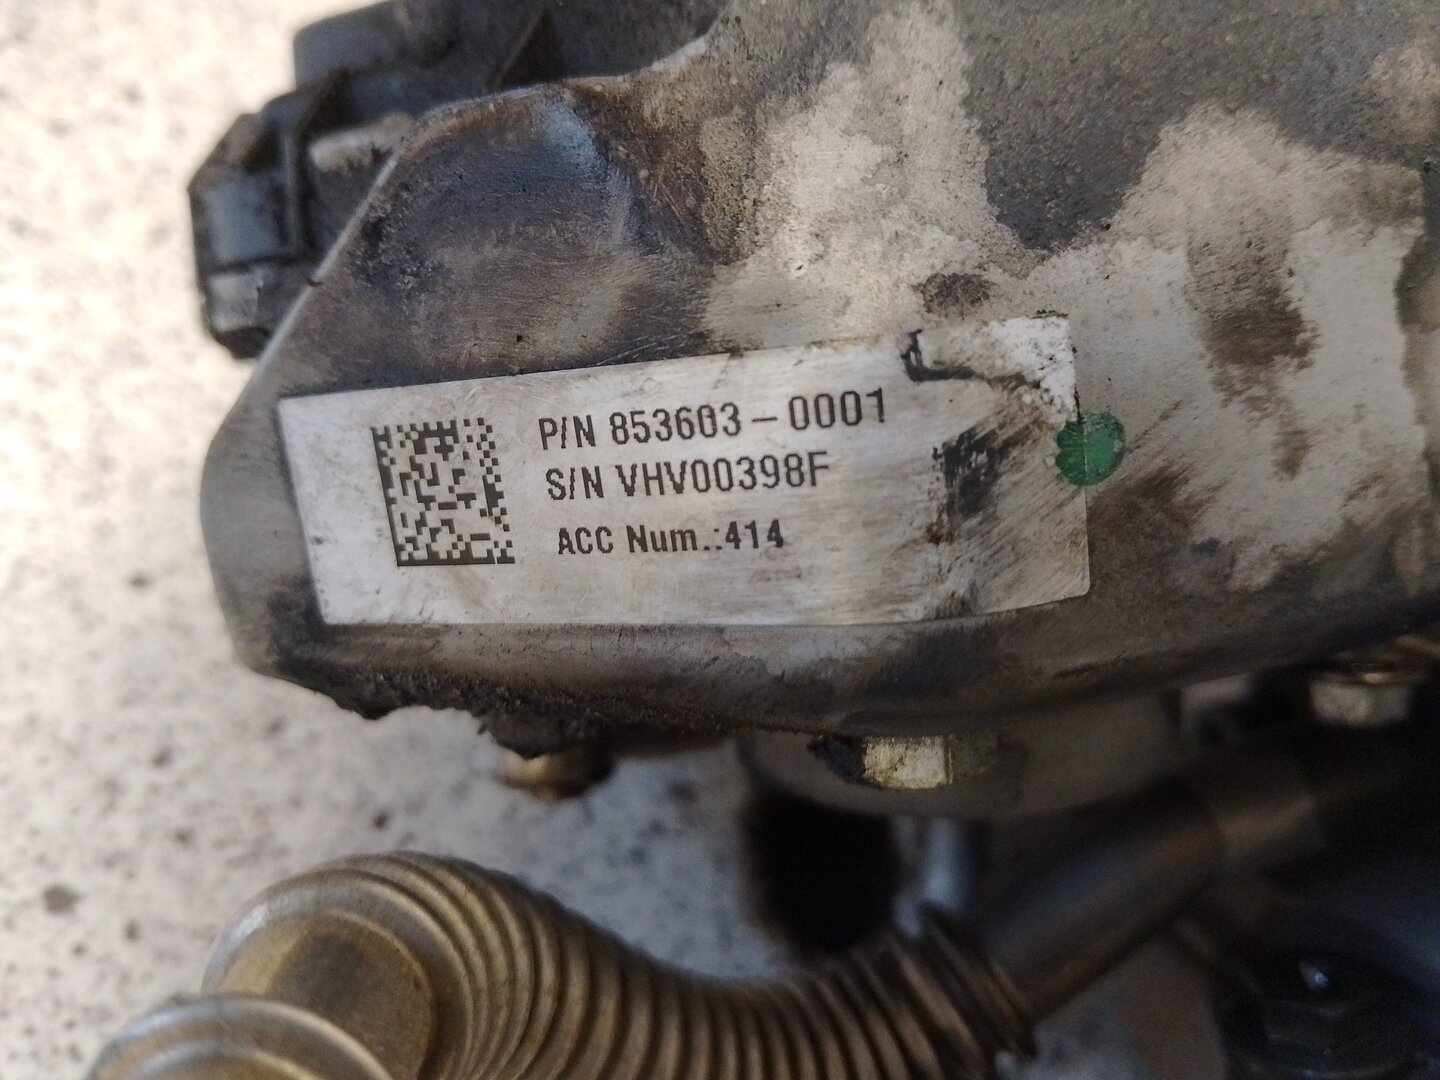 P/N 853603-0001
S/N VHV00398F
ACC Num.:414